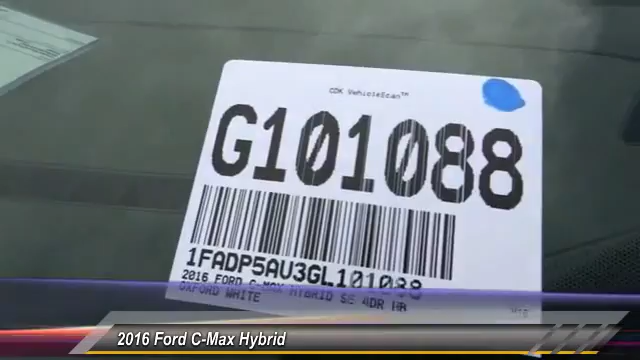 CDK VehicleScan™
G101088
1FADP5AU3GL101088
2016 FORD C-MAX HYBRID SE 4DR HB
OXFORD WHITE
2016 Ford C-Max Hybrid